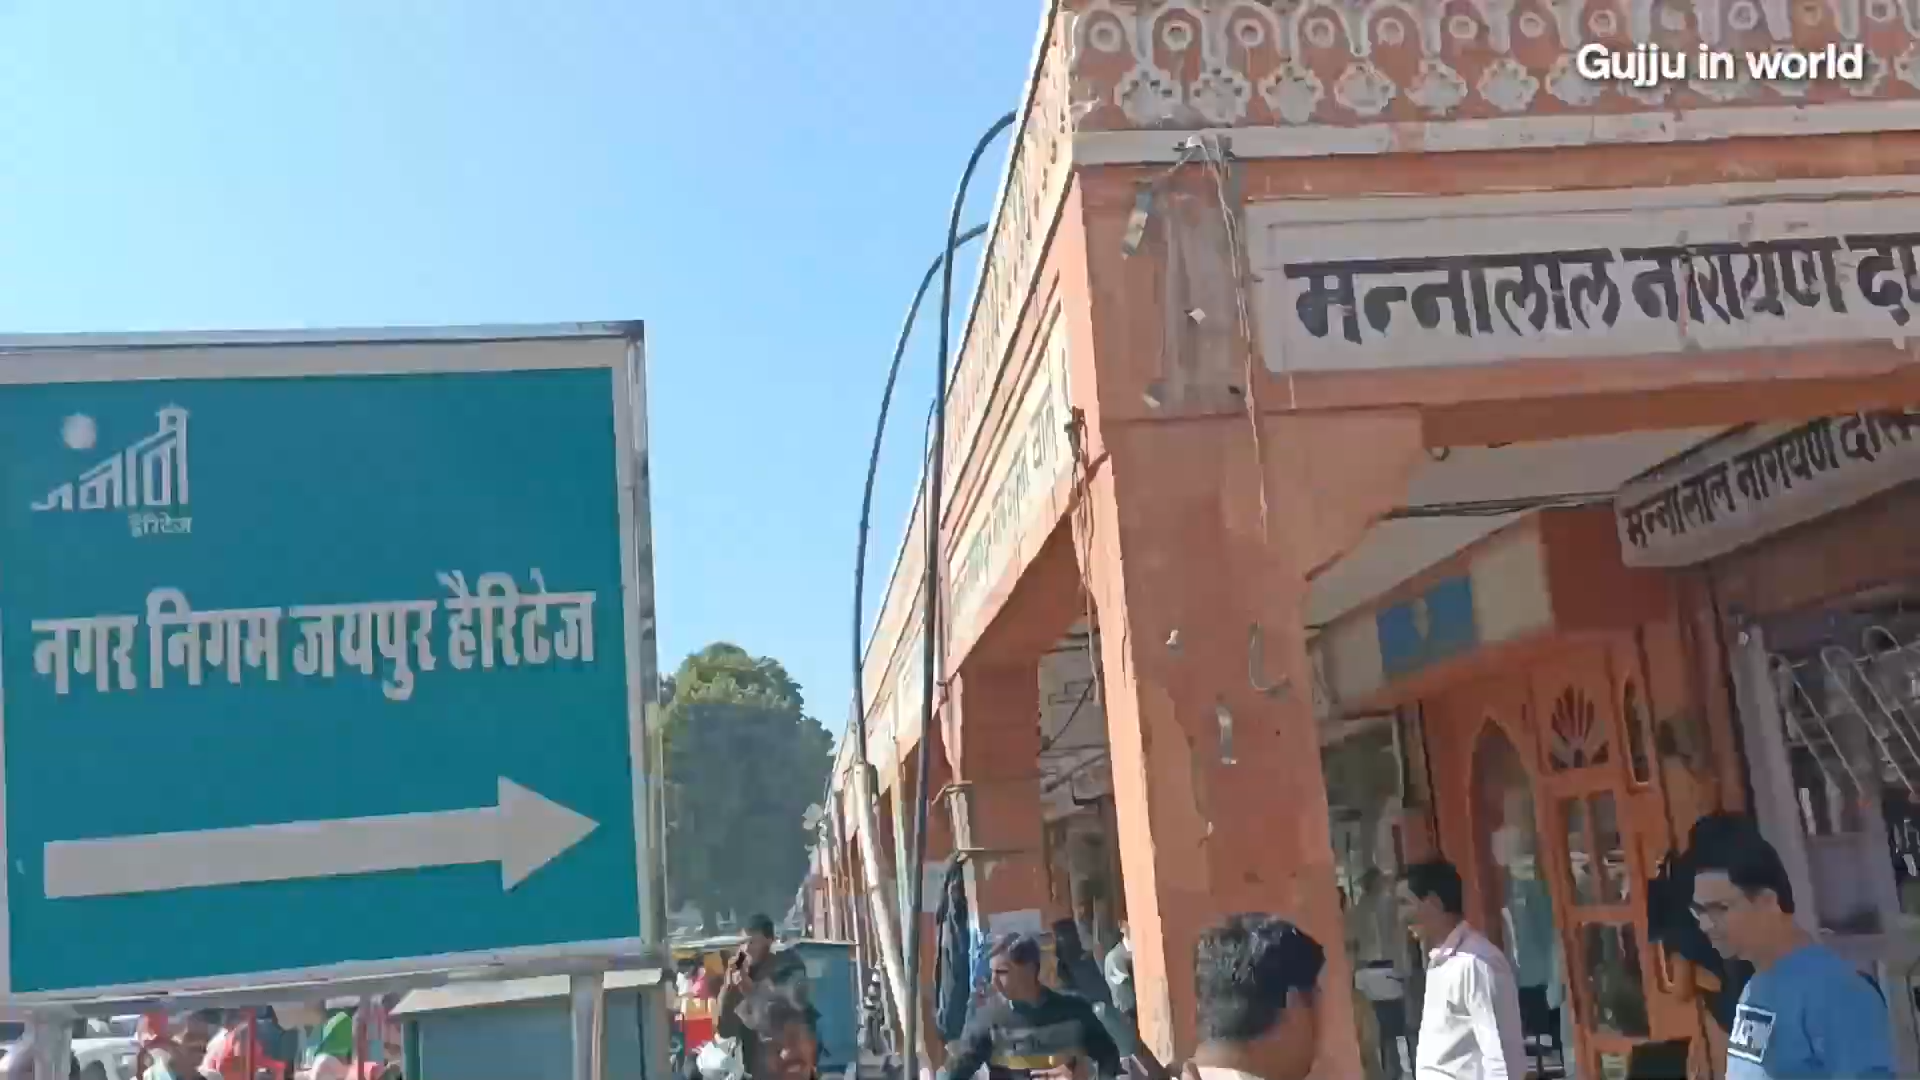 Gujju in world
मन्नालाल नारायण
मन्नालाल नारायण
हैरिटेज
नगर निगम जयपुर हैरिटेज